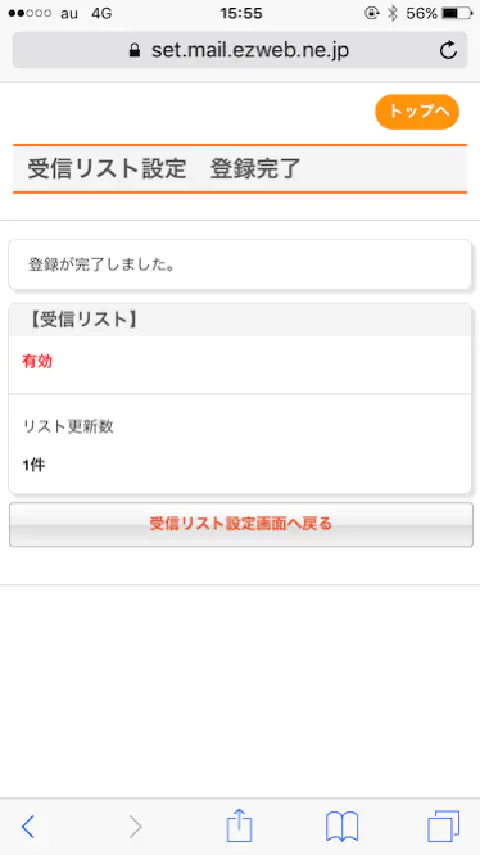 au 4G 15:55 56%
set.mail.ezweb.ne.jp
トップへ
受信リスト設定　登録完了
登録が完了しました。
【受信リスト】
有効
リスト更新数
1件
受信リスト設定画面へ戻る